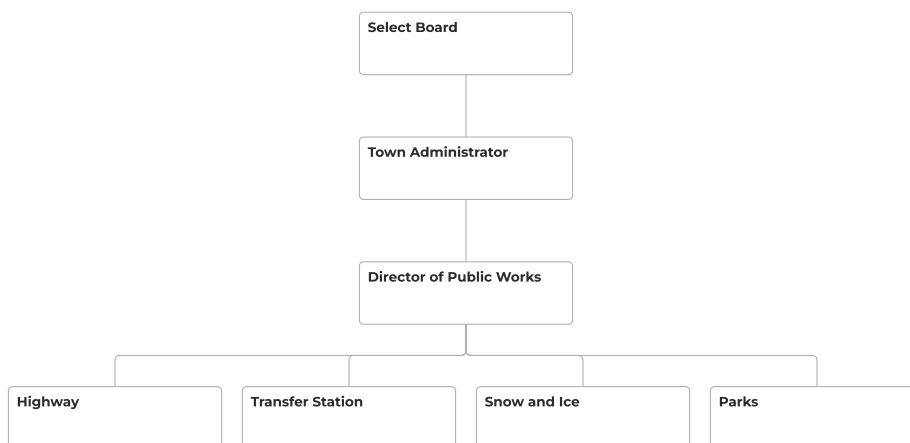 Select Board
Town Administrator
Director of Public Works
Highway
Transfer Station
Snow and Ice
Parks